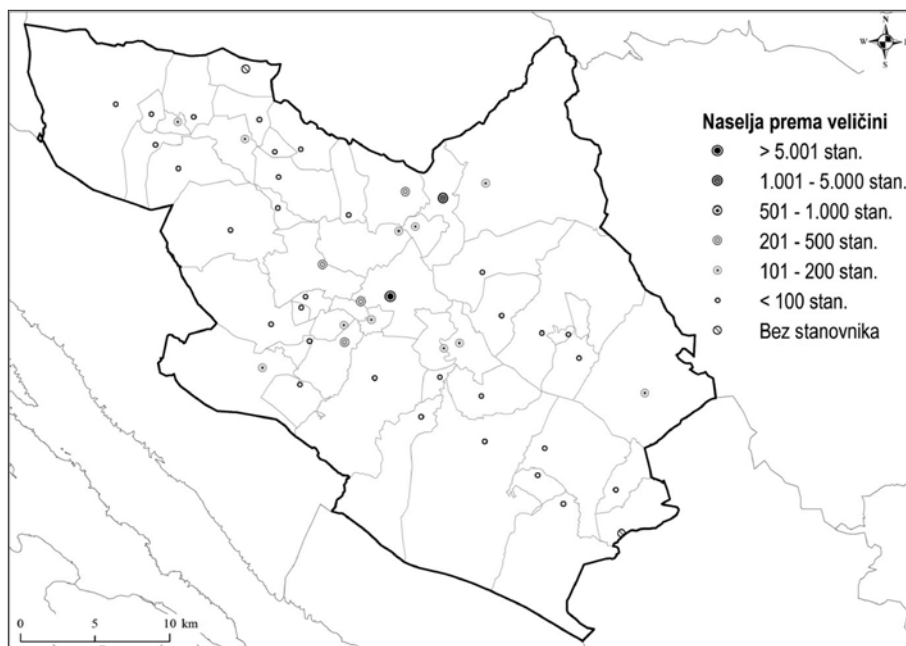 N
W
E
S
Naselja prema veličini
> 5.001 stan.
1.001 - 5.000 stan.
501 - 1.000 stan.
201 - 500 stan.
101 - 200 stan.
< 100 stan.
Bez stanovnika
0 5 10 km